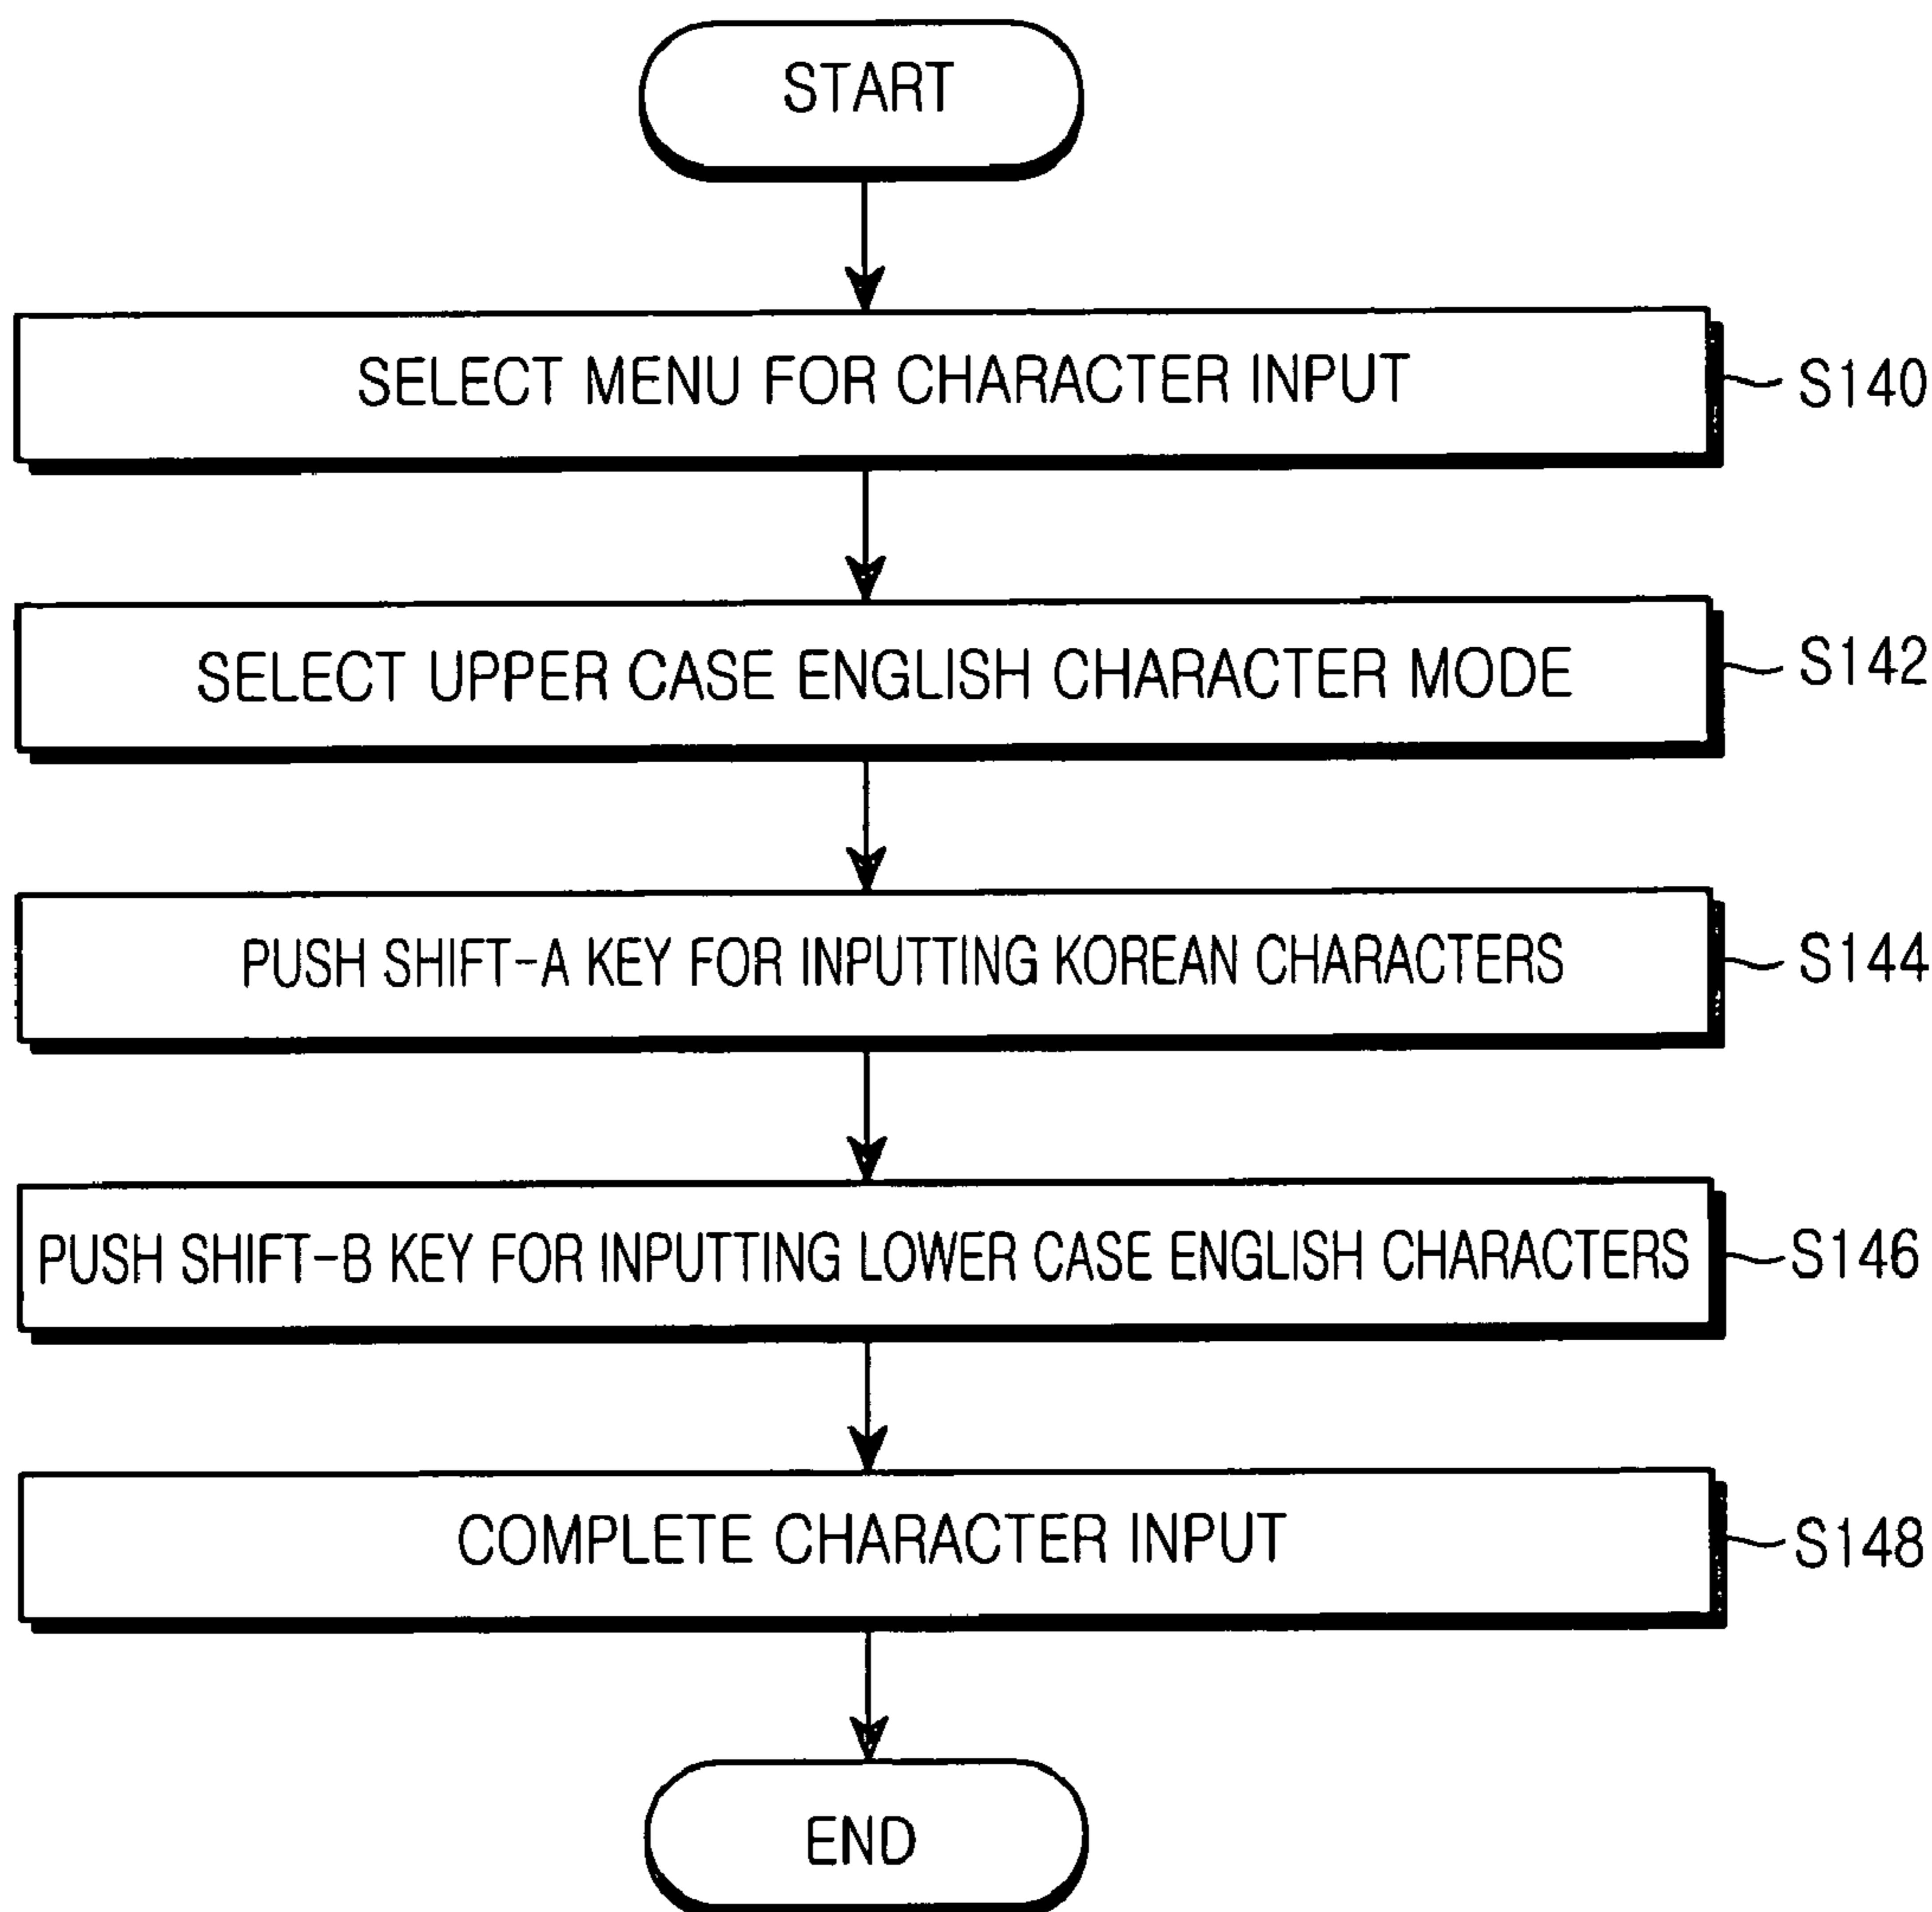 START
SELECT MENU FOR CHARACTER INPUT
S140
SELECT UPPER CASE ENGLISH CHARACTER MODE
S142
PUSH SHIFT-A KEY FOR INPUTTING KOREAN CHARACTERS
S144
PUSH SHIFT-B KEY FOR INPUTTING LOWER CASE ENGLISH CHARACTERS
S146
COMPLETE CHARACTER INPUT
S148
END